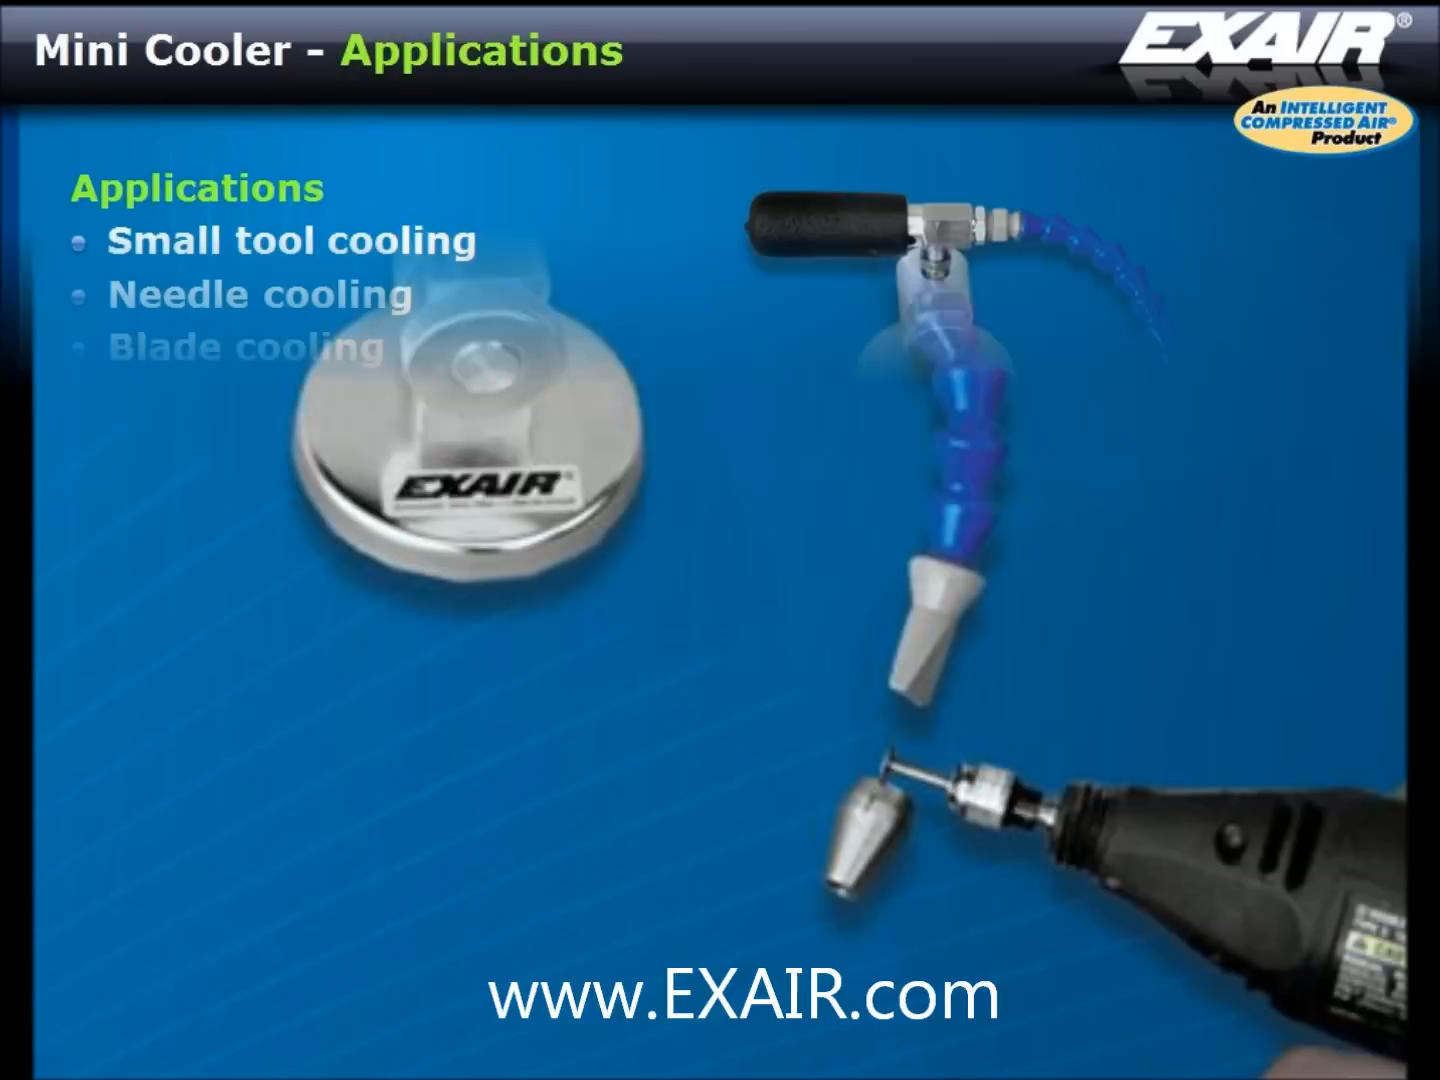 Mini Cooler - Applications
EXAIR®
An INTELLIGENT
COMPRESSED AIR®
Product
Applications
Small tool cooling
Needle cooling
Blade cooling
EXAIR
www.EXAIR.com